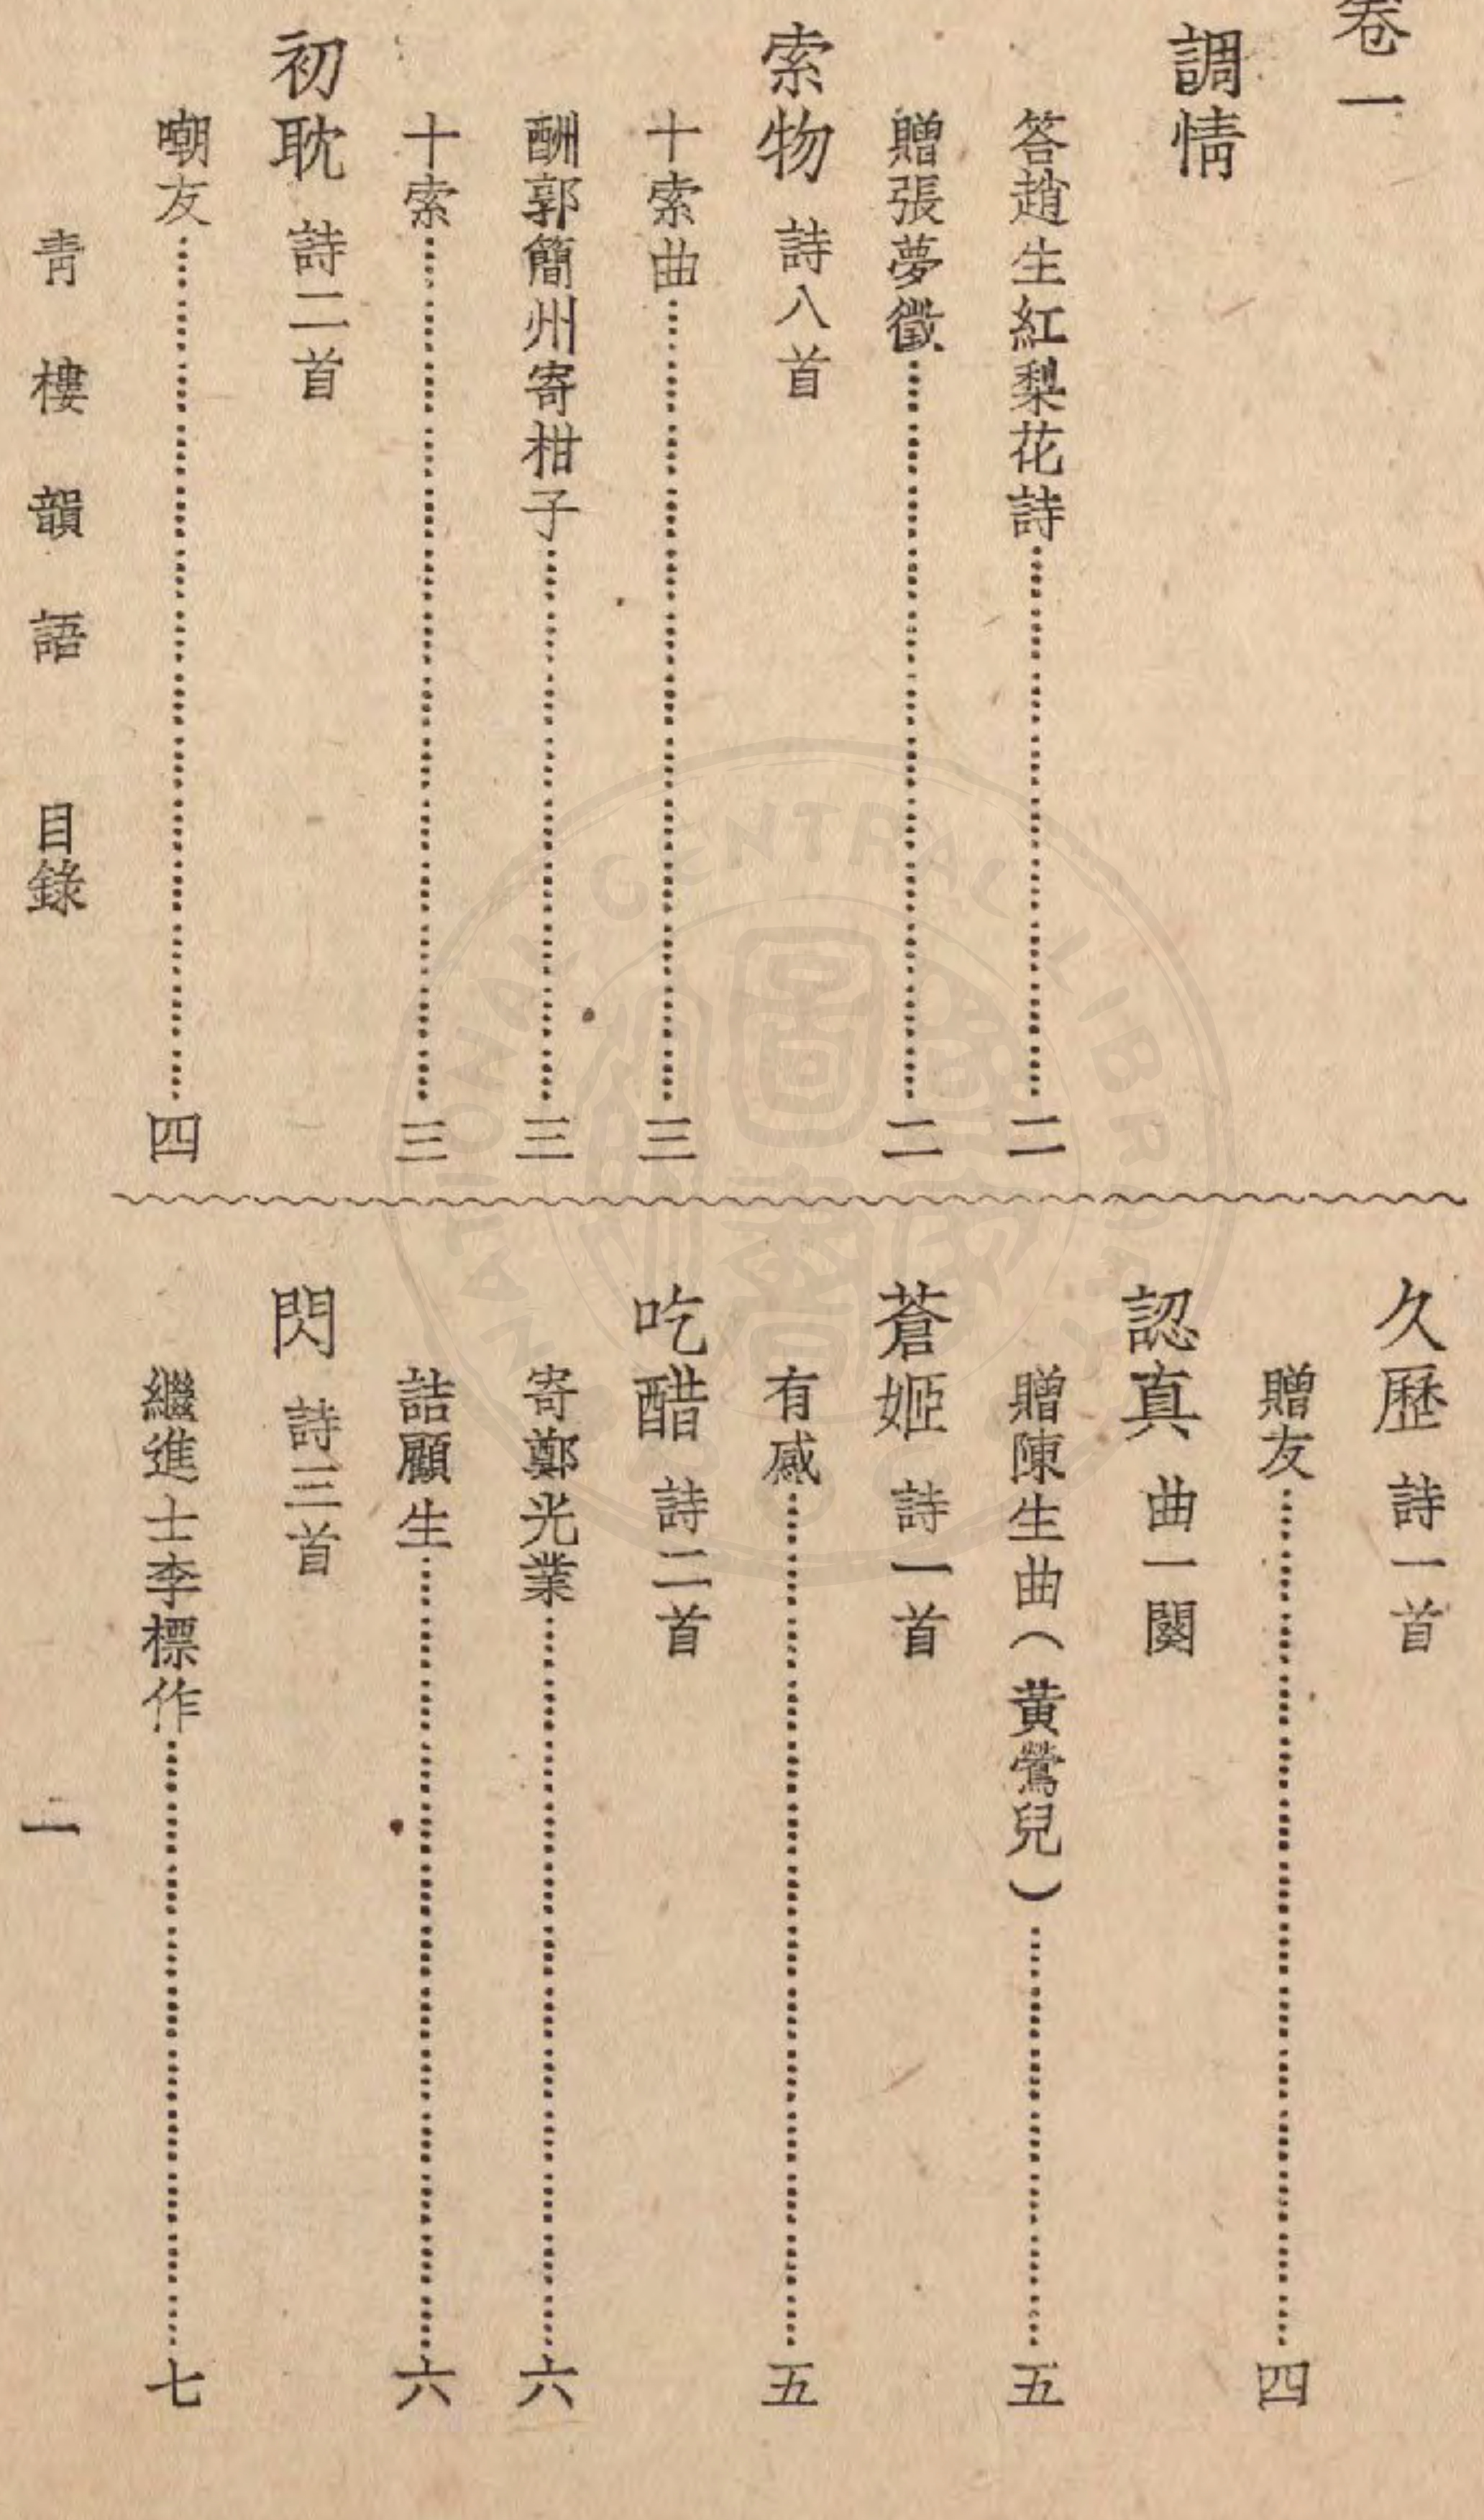 卷一
調情
答趙生紅梨花詩……二
贈張夢徵……二
索物 詩八首
十索曲……三
酬郭簡州寄柑子……三
十索……三
初耽 詩二首
嘲友……四
久歷 詩一首
贈友……四
認真 曲一闋
贈陳生曲（黃鶯兒）……五
蒼姬 詩一首
有感……五
吃醋 詩二首
寄鄭光業……六
詰顧生……六
閃 詩三首
繼進士李標作……七
青樓韻語 目錄 一
NATIONAL CENTRAL LIBRARY